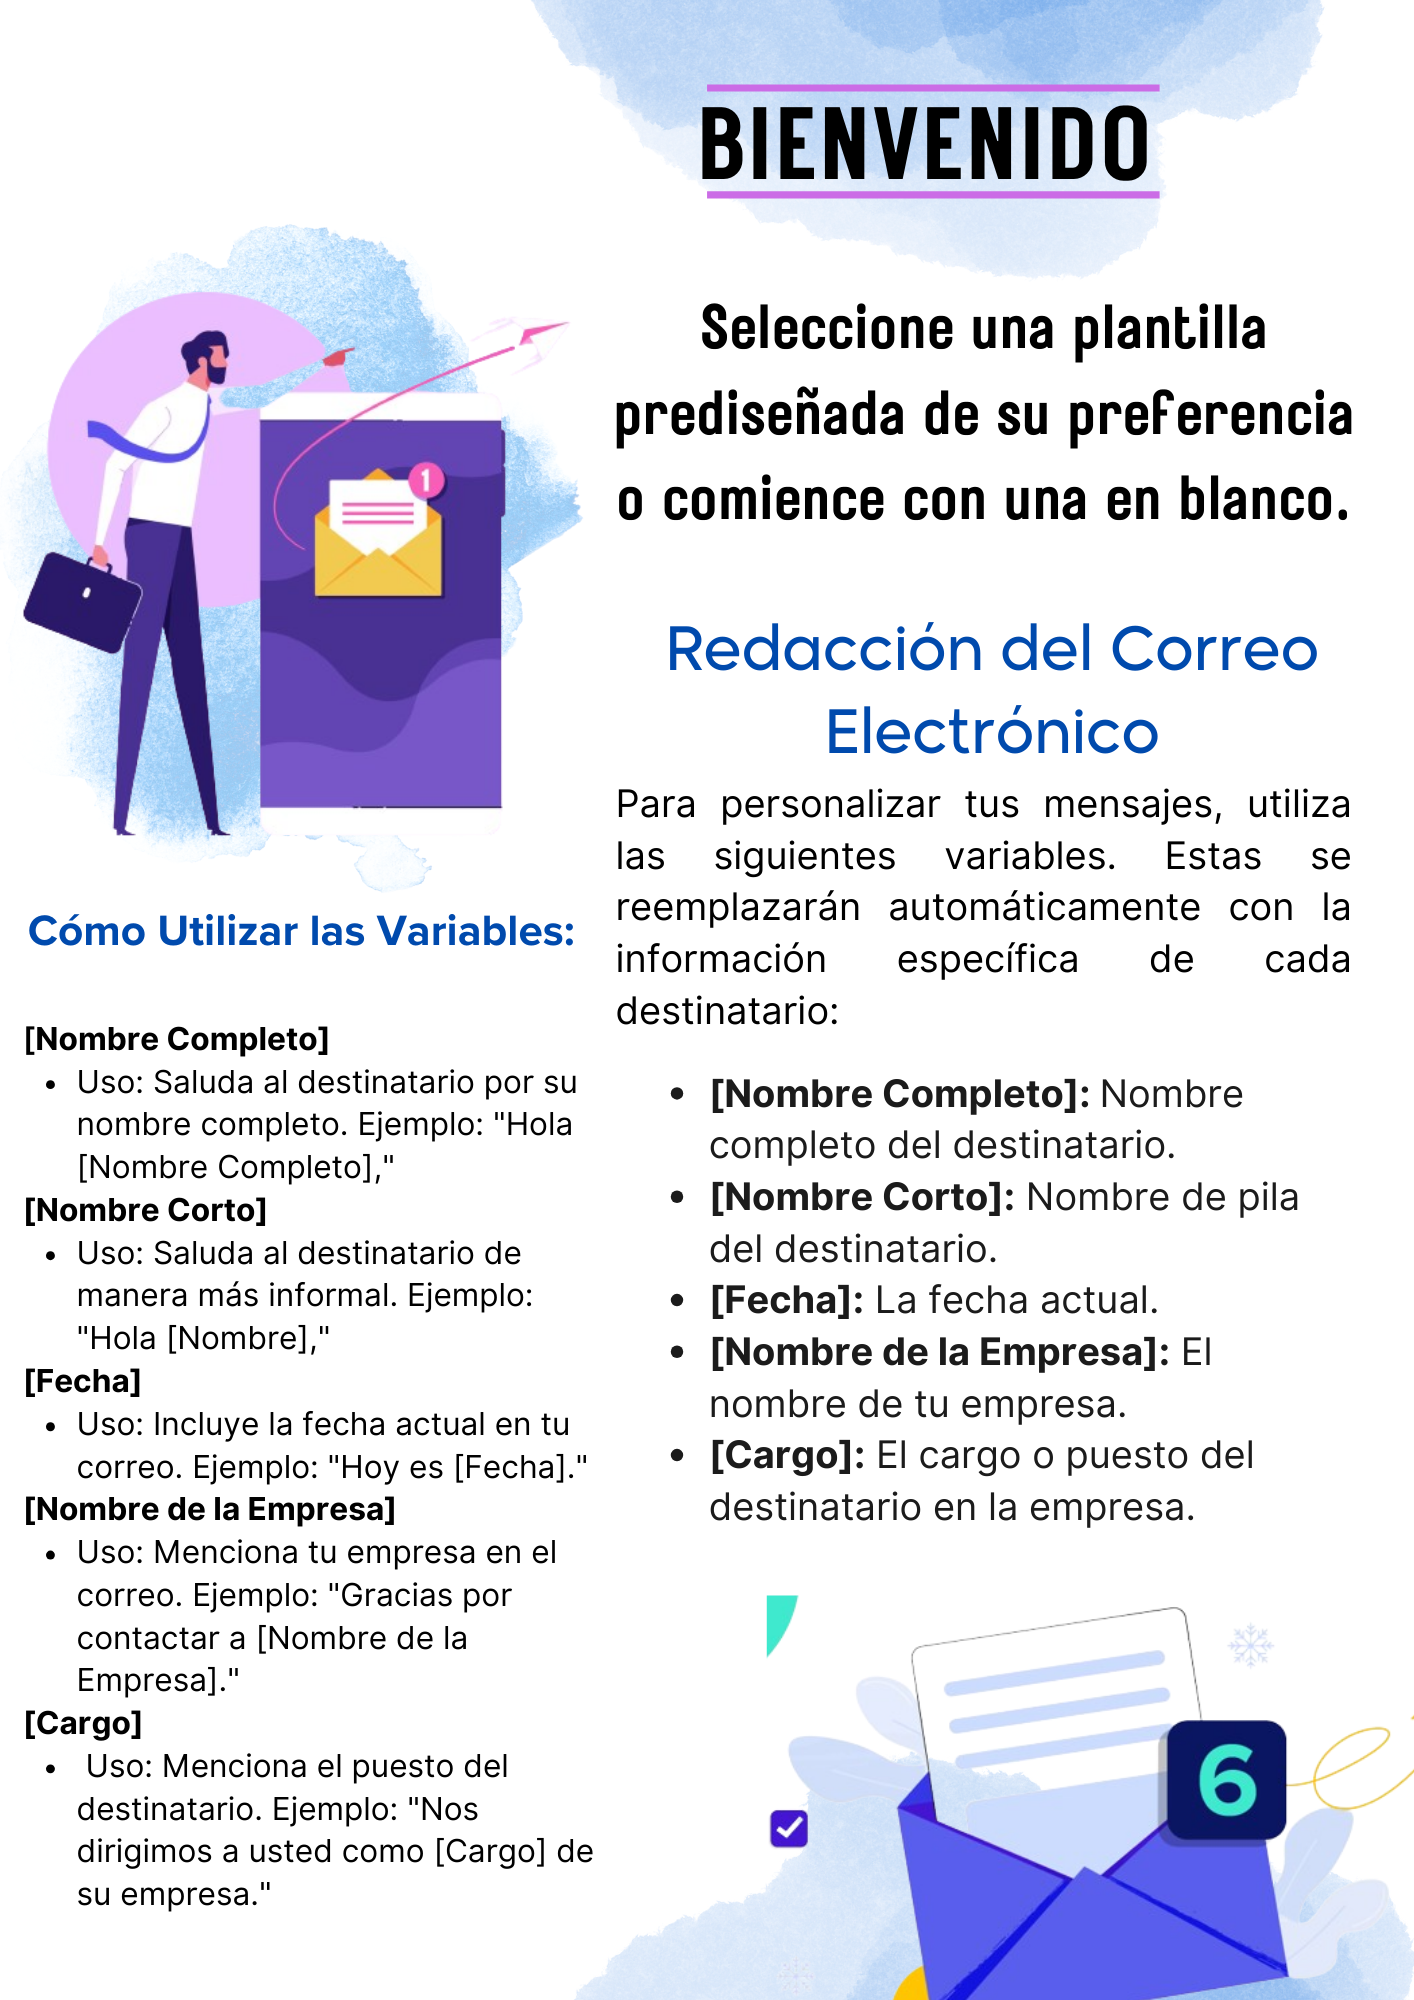 BIENVENIDO
Seleccione una plantilla
prediseñada de su preferencia
o comience con una en blanco.
1
Redacción del Correo
Electrónico
Para personalizar tus mensajes, utiliza
las siguientes variables. Estas se
reemplazarán automáticamente con la
información específica de cada
destinatario:
[Nombre Completo]: Nombre
completo del destinatario.
[Nombre Corto]: Nombre de pila
del destinatario.
[Fecha]: La fecha actual.
[Nombre de la Empresa]: El
nombre de tu empresa.
[Cargo]: El cargo o puesto del
destinatario en la empresa.
Cómo Utilizar las Variables:
[Nombre Completo]
Uso: Saluda al destinatario por su
nombre completo. Ejemplo: "Hola
[Nombre Completo],"
[Nombre Corto]
Uso: Saluda al destinatario de
manera más informal. Ejemplo:
"Hola [Nombre],"
[Fecha]
Uso: Incluye la fecha actual en tu
correo. Ejemplo: "Hoy es [Fecha]."
[Nombre de la Empresa]
Uso: Menciona tu empresa en el
correo. Ejemplo: "Gracias por
contactar a [Nombre de la
Empresa]."
[Cargo]
Uso: Menciona el puesto del
destinatario. Ejemplo: "Nos
dirigimos a usted como [Cargo] de
su empresa."
6